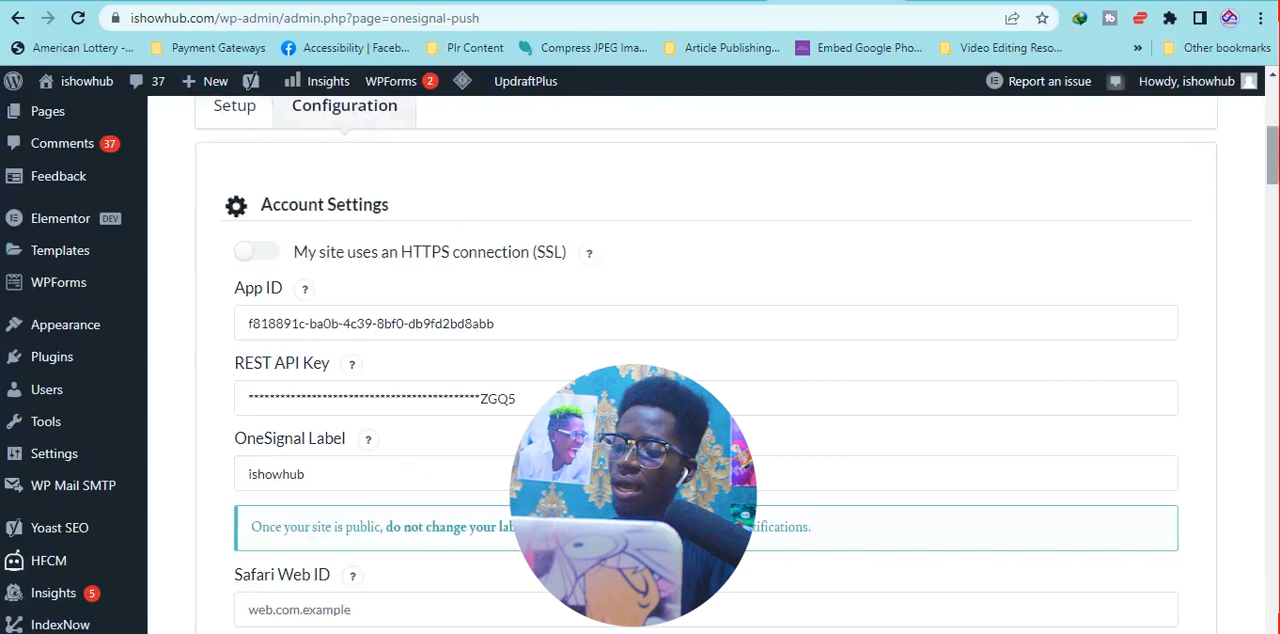 ishowhub.com/wp-admin/admin.php?page=onesignal-push
American Lottery -... Payment Gateways Accessibility | Faceb... Plr Content Compress JPEG Ima... Article Publishing... Embed Google Pho... Video Editing Reso... » Other bookmarks
ishowhub 37 New Insights WPForms 2 UpdraftPlus Report an issue Howdy, ishowhub
Pages
Comments 37
Feedback
Elementor DEV
Templates
WPForms
Appearance
Plugins
Users
Tools
Settings
WP Mail SMTP
Yoast SEO
HFCM
Insights 5
IndexNow
Setup Configuration
Account Settings
My site uses an HTTPS connection (SSL) ?
App ID ?
f818891c-ba0b-4c39-8bf0-db9fd2bd8abb
REST API Key ?
********************************************ZGQ5
OneSignal Label ?
ishowhub
Once your site is public, do not change your
Safari Web ID ?
web.com.example